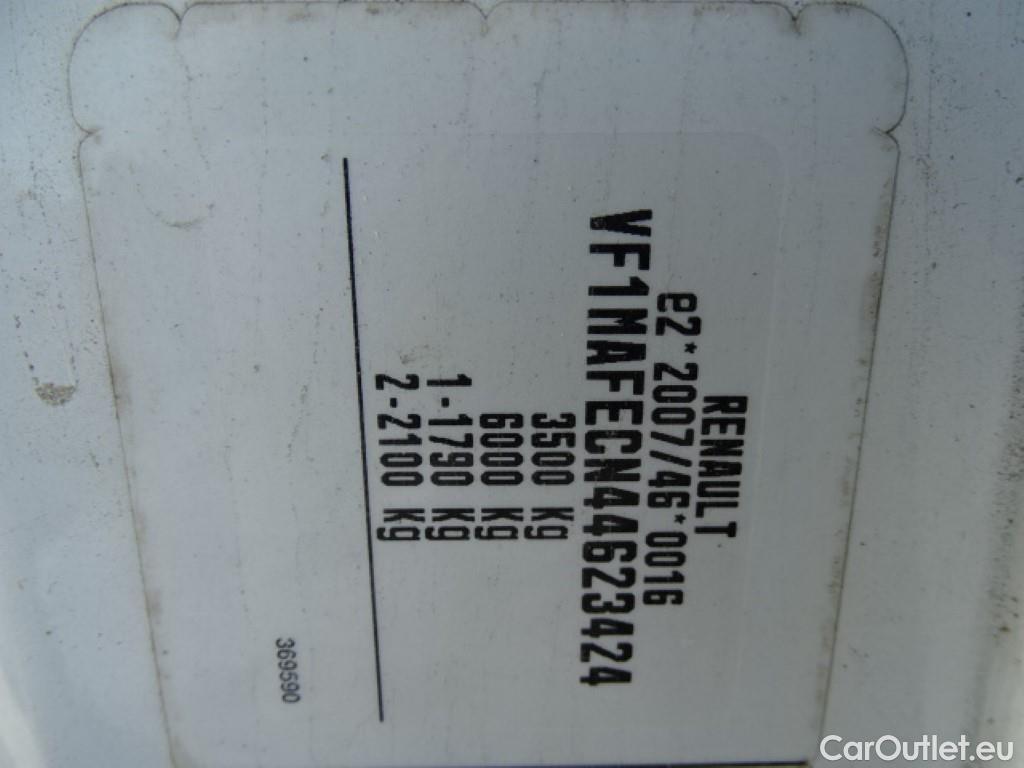 RENAULT
e2*2007/46*0016
VF1MAFECN44623424
3500 Kg
6000 Kg
1-1790 Kg
2-2100 Kg
369590
CarOutlet.eu